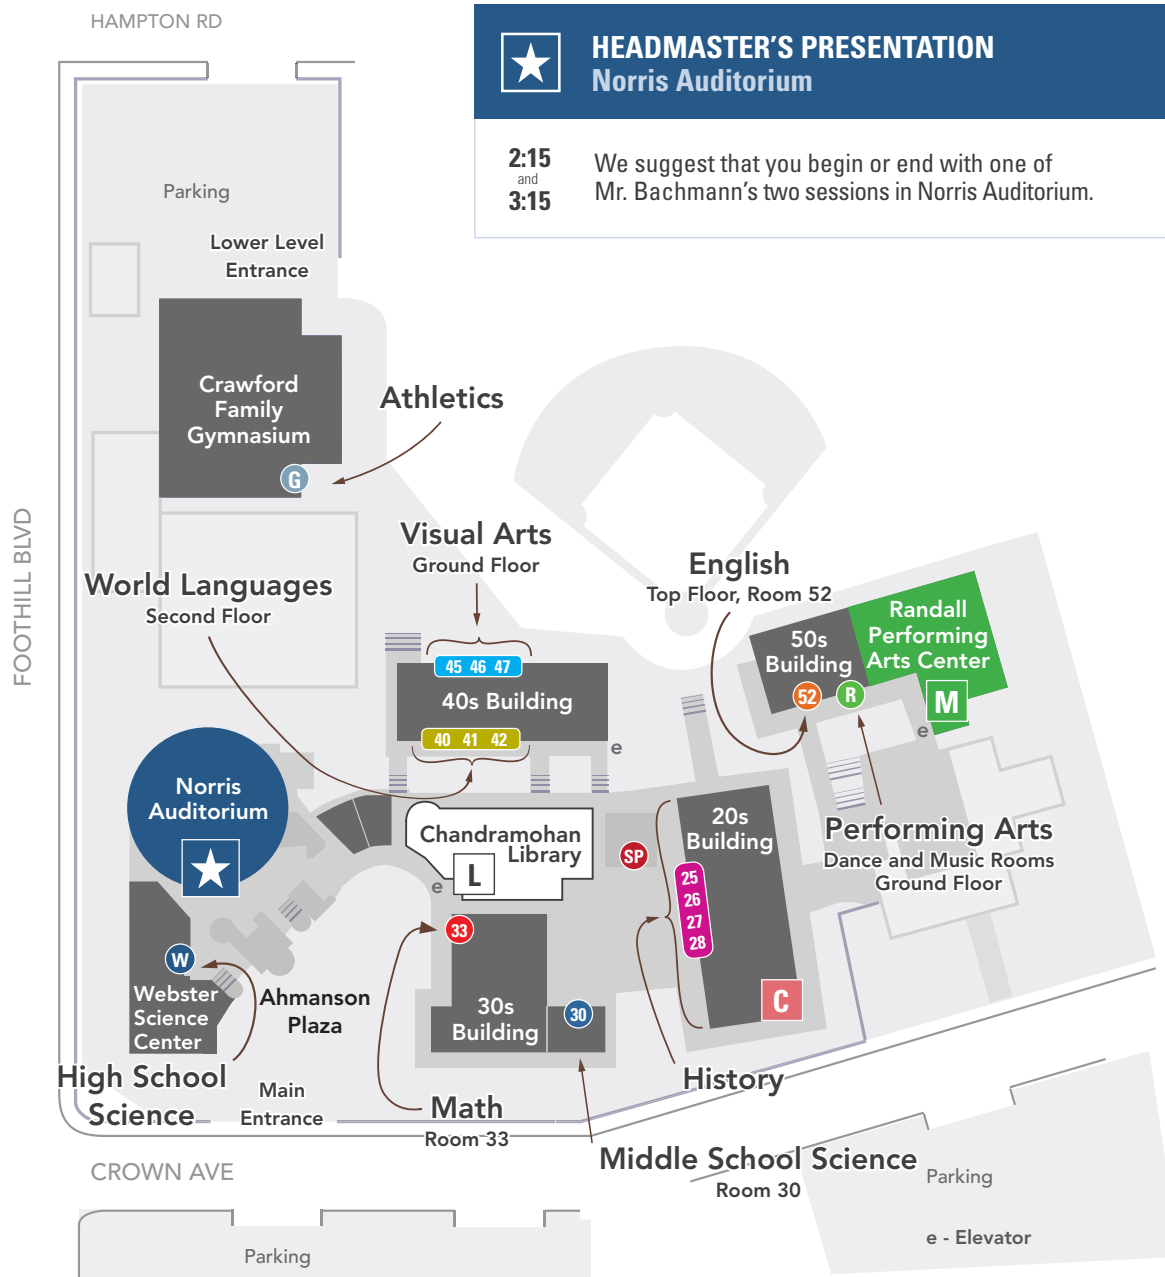 HAMPTON RD
HEADMASTER'S PRESENTATION
Norris Auditorium
2:15
and
3:15
We suggest that you begin or end with one of
Mr. Bachmann's two sessions in Norris Auditorium.
Parking
Lower Level
Entrance
Crawford
Family
Gymnasium
G
Athletics
FOOTHILL BLVD
Visual Arts
Ground Floor
World Languages
Second Floor
English
Top Floor, Room 52
45 46 47
40s Building
40 41 42
e
50s
Building
52
R
Randall
Performing
Arts Center
M
e
Norris
Auditorium
Chandramohan
Library
L
e
SP
20s
Building
25
26
27
28
C
Performing Arts
Dance and Music Rooms
Ground Floor
33
W
Webster
Science
Center
Ahmanson
Plaza
30s
Building
30
High School
Science
Main
Entrance
Math
Room 33
History
Middle School Science
Room 30
CROWN AVE
Parking
Parking
e - Elevator